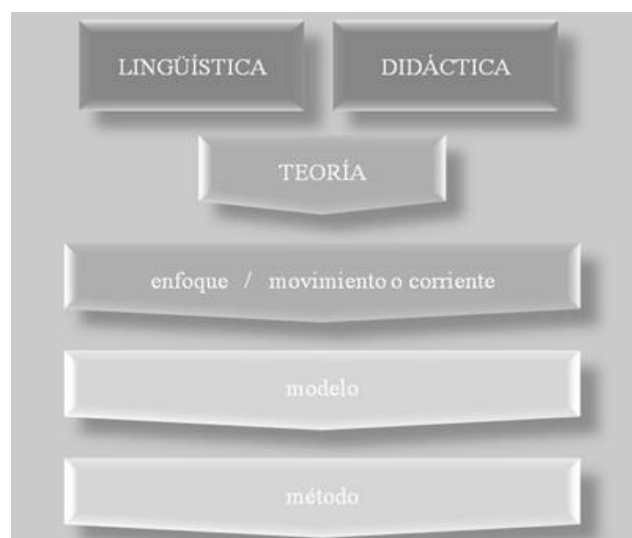 LINGÜÍSTICA DIDÁCTICA
TEORÍA
enfoque / movimiento o corriente
modelo
método